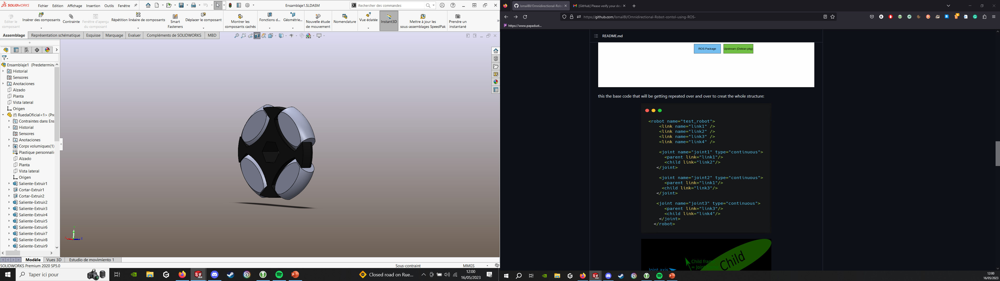 SOLIDWORKS
Fichier Edition Affichage Insertion Outils Fenêtre
Ensamblaje1.SLDASM
Rechercher des commandes
Editer le composant
Insérer des composants
Contrainte
Fenêtre d'aperçu du composant
Répétition linéaire de composants
Smart Fasteners
Déplacer le composant
Montrer les composants cachés
Fonctions d...
Géométrie...
Nouvelle étude de mouvement
Nomenclature
Vue éclatée
Instant3D
Mettre à jour les sous-assemblages SpeedPak
Prendre un instantané
Assemblage Représentation schématique Esquisse Marquage Evaluer Compléments de SOLIDWORKS MBD
Ensamblaje1 (Predetermina
Historial
Sensores
Anotaciones
Alzado
Planta
Vista lateral
Origen
(f) RuedaOficial<1> (Pre
Contraintes dans Ens
Historial
Sensores
Anotaciones
Corps volumiques(1)
Plastique personnalis
Alzado
Planta
Vista lateral
Origen
Saliente-Extruir1
Cortar-Extruir1
Cortar-Extruir2
Saliente-Extruir2
Saliente-Extruir3
Saliente-Extruir4
Saliente-Extruir5
Saliente-Extruir6
Saliente-Extruir7
Saliente-Extruir8
Saliente-Extruir9
Modèle Vues 3D Estudio de movimiento 1
SOLIDWORKS Premium 2020 SP5.0
Sous-contraint
MMGS
Taper ici pour
Closed road on Rue...
12:00
16/05/2023
IsmailBl/Omnidirectional-Robo
[GitHub] Please verify your dev
https://github.com/IsmailBl/Omnidirectional-Robot-contol-using-ROS-
https://www.papadust...
README.md
ROS Package
Upstream (Debian pkg)
this the base code that will be getting repeated over and over to creat the whole structure:
<robot name="test_robot">
<link name="link1" />
<link name="link2" />
<link name="link3" />
<link name="link4" />
<joint name="joint1" type="continuous">
<parent link="link1"/>
<child link="link2"/>
</joint>
<joint name="joint2" type="continuous">
<parent link="link1"/>
<child link="link3"/>
</joint>
<joint name="joint3" type="continuous">
<parent link="link3"/>
<child link="link4"/>
</joint>
</robot>
Child
Child fram
= Joint
Joint axis
12:00
16/05/2023